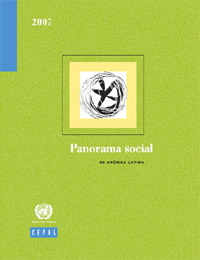 2007
Panorama social
DE AMÉRICA LATINA
CEPAL